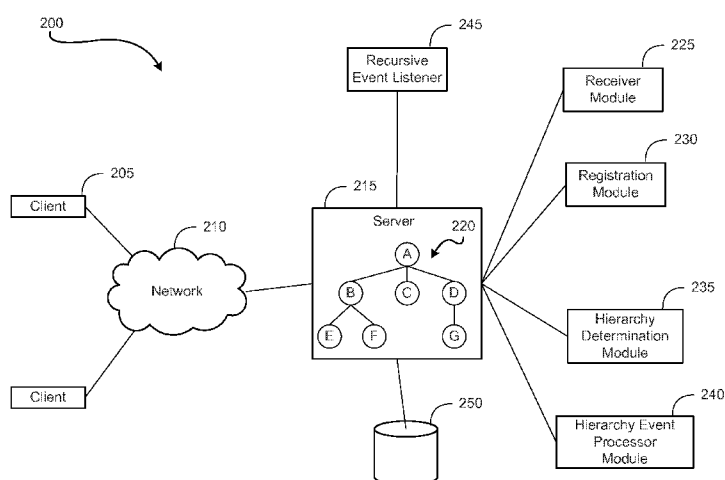 200
245
Recursive
Event Listener
225
Receiver
Module
230
Registration
Module
205
Client
210
Network
215
Server
220
A
B
C
D
E
F
G
235
Hierarchy
Determination
Module
240
Hierarchy Event
Processor
Module
Client
250